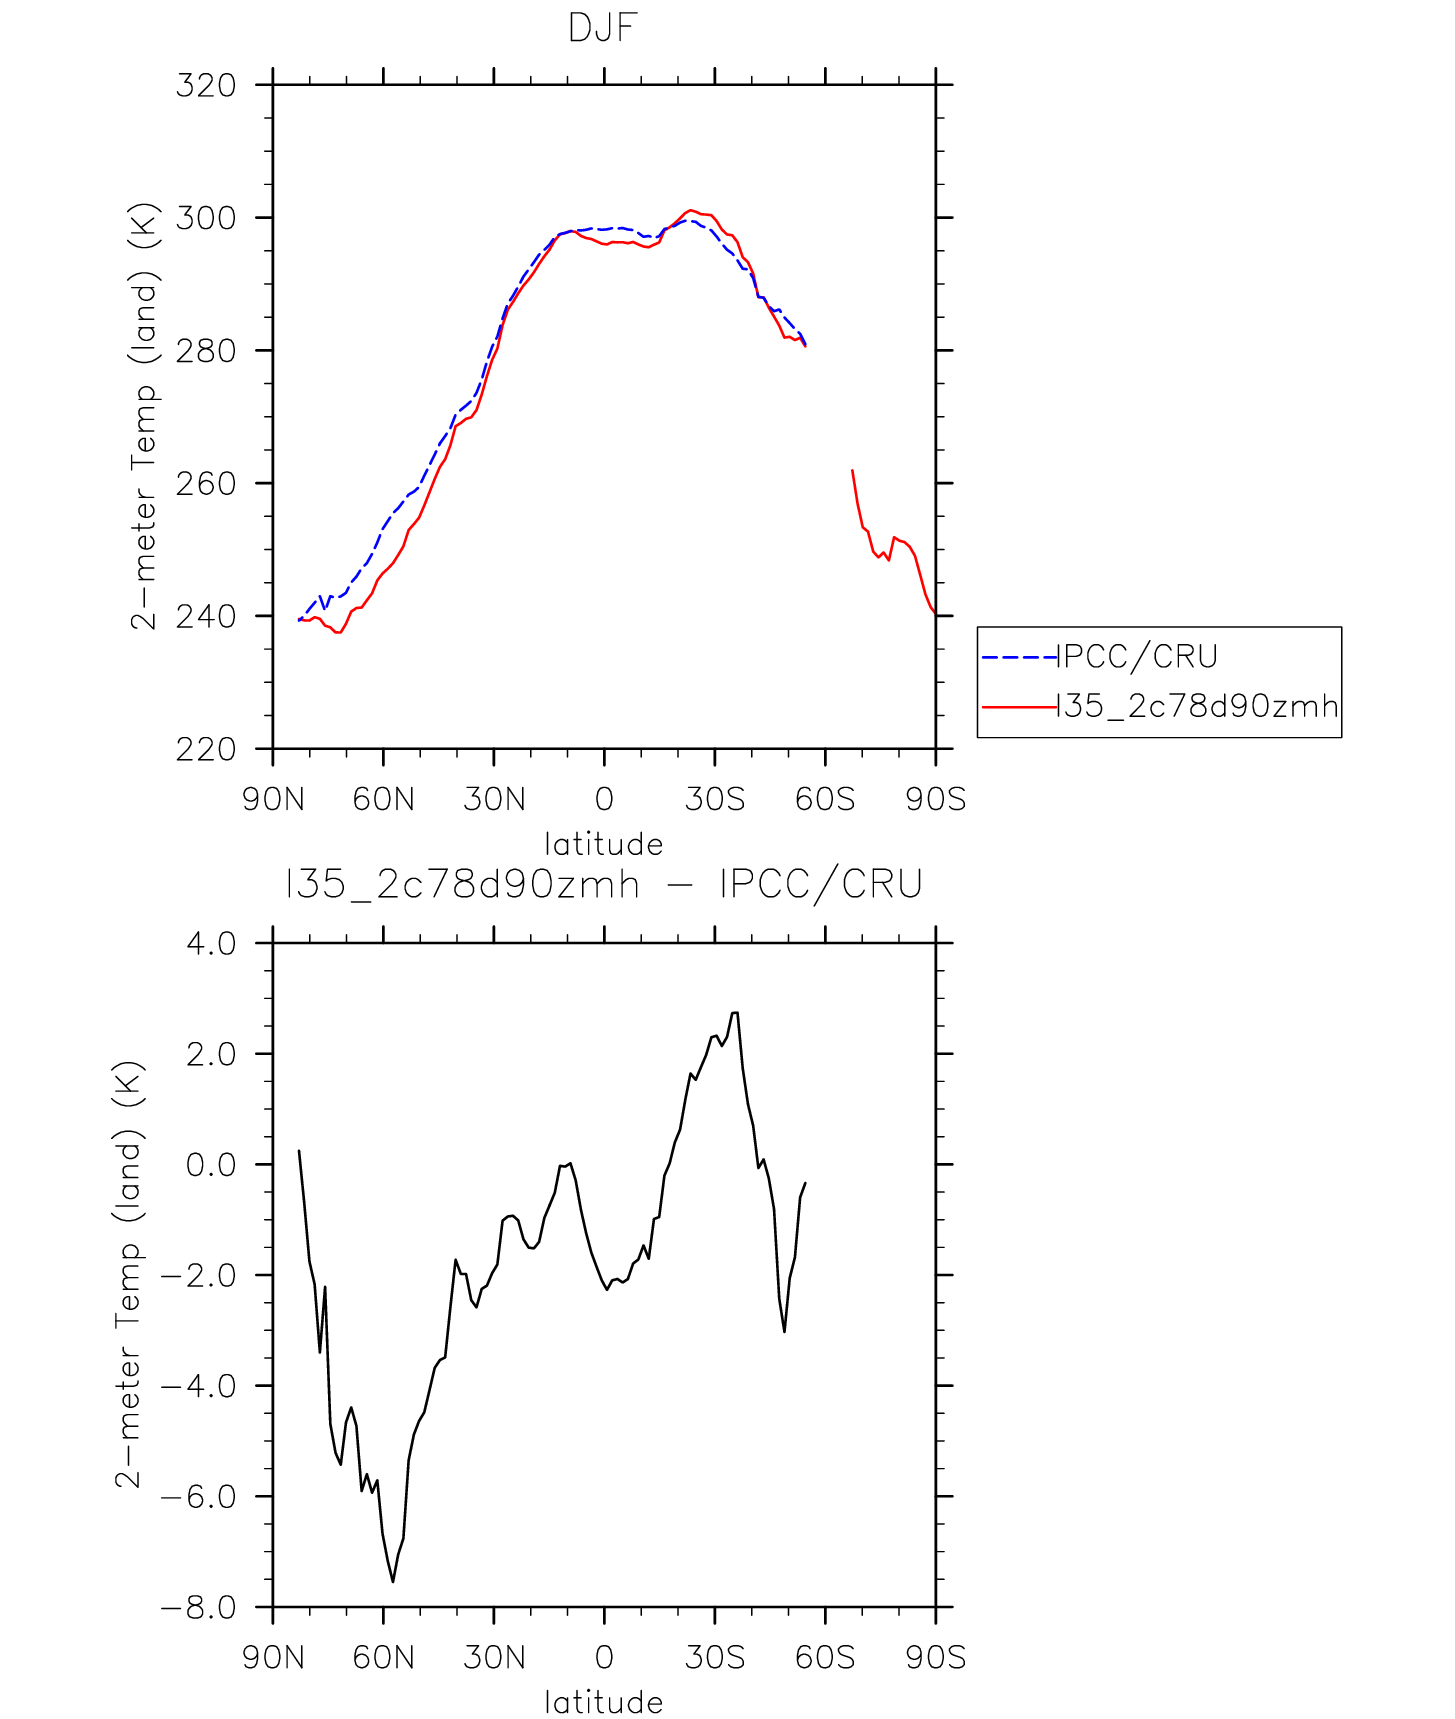 DJF
320
300
280
260
240
220
2-meter Temp (land) (K)
90N 60N 30N 0 30S 60S 90S
latitude
IPCC/CRU
I35_2c78d90zmh
I35_2c78d90zmh - IPCC/CRU
4.0
2.0
0.0
-2.0
-4.0
-6.0
-8.0
2-meter Temp (land) (K)
90N 60N 30N 0 30S 60S 90S
latitude